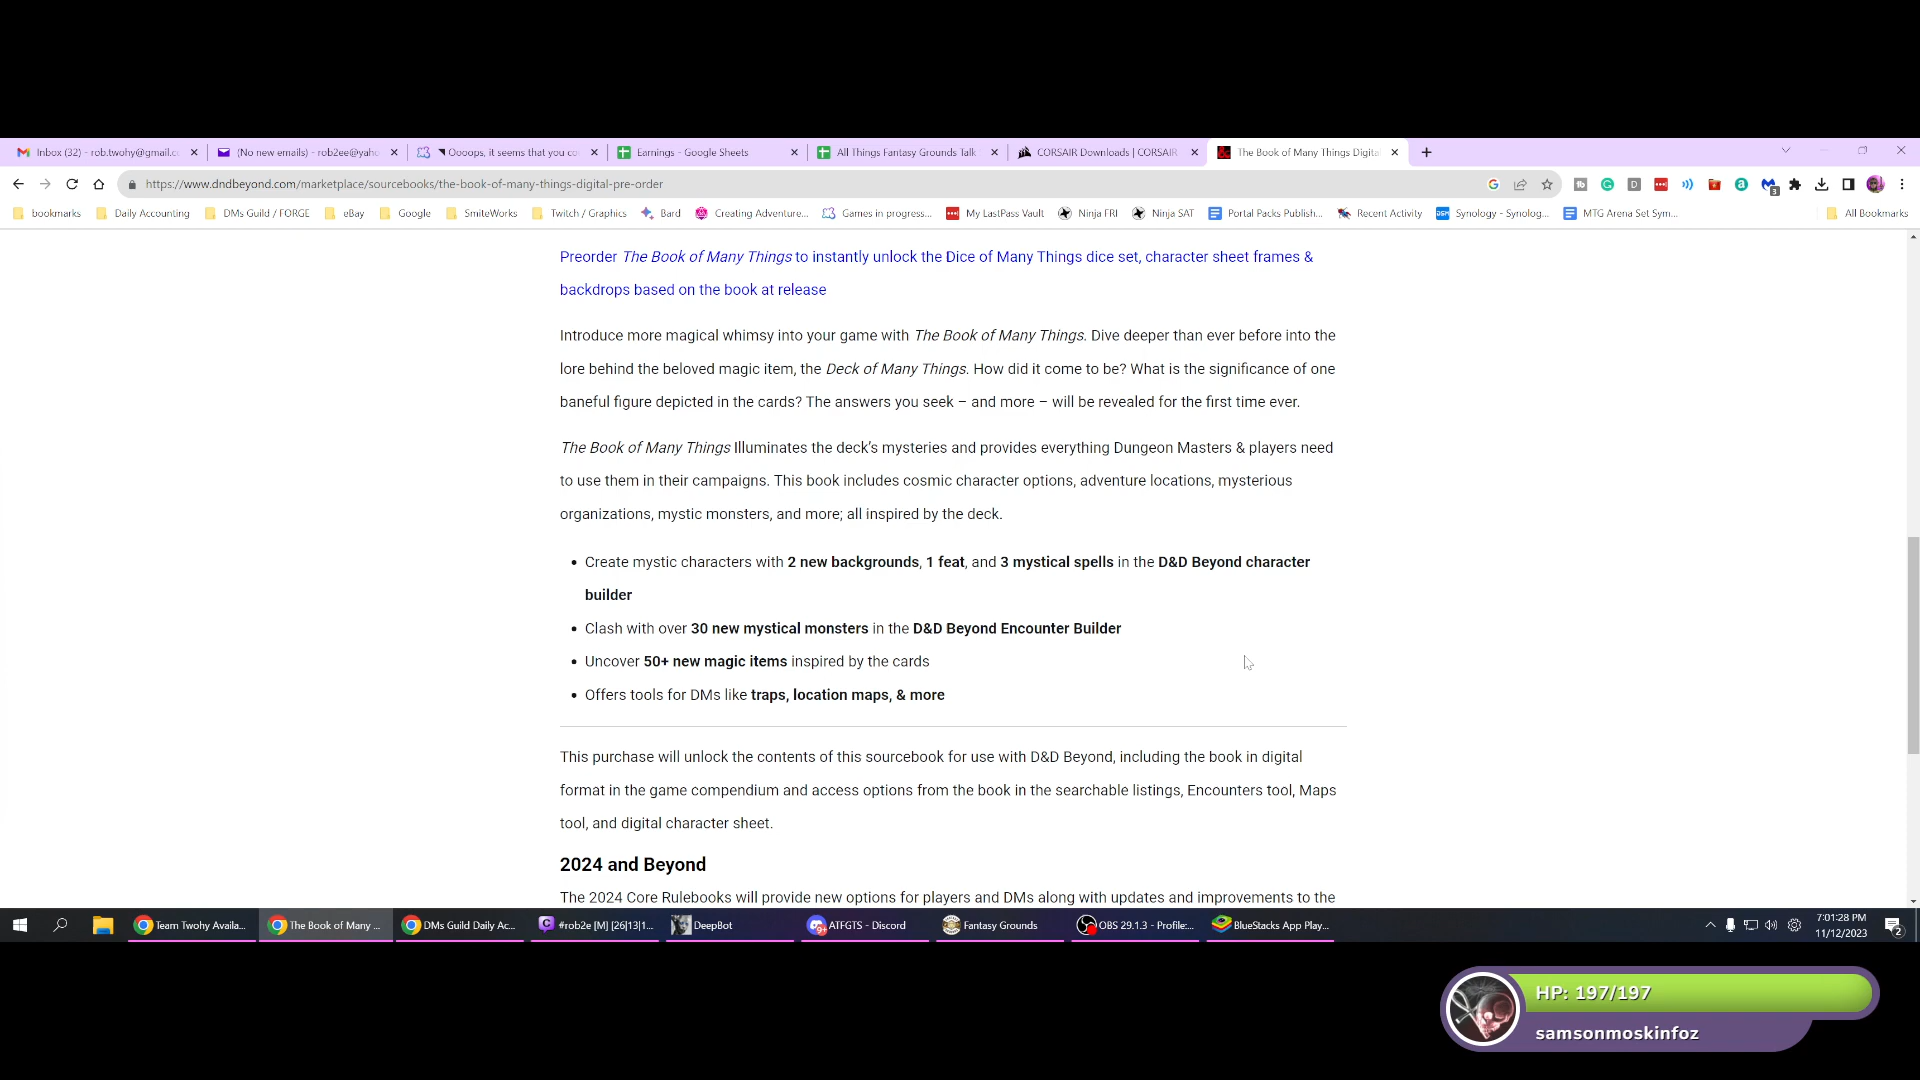 Inbox (32) - rob.twohy@gmail.c
(No new emails) - rob2ee@yaho
Oooops, it seems that you co
Earnings - Google Sheets
All Things Fantasy Grounds Talk
CORSAIR Downloads | CORSAIR
The Book of Many Things Digita
https://www.dndbeyond.com/marketplace/sourcebooks/the-book-of-many-things-digital-pre-order
bookmarks
Daily Accounting
DMs Guild / FORGE
eBay
Google
SmiteWorks
Twitch / Graphics
Bard
Creating Adventure...
Games in progress...
My LastPass Vault
Ninja FRI
Ninja SAT
Portal Packs Publish...
Recent Activity
Synology - Synolog...
MTG Arena Set Sym...
All Bookmarks
Preorder The Book of Many Things to instantly unlock the Dice of Many Things dice set, character sheet frames &
backdrops based on the book at release
Introduce more magical whimsy into your game with The Book of Many Things. Dive deeper than ever before into the
lore behind the beloved magic item, the Deck of Many Things. How did it come to be? What is the significance of one
baneful figure depicted in the cards? The answers you seek – and more – will be revealed for the first time ever.
The Book of Many Things Illuminates the deck's mysteries and provides everything Dungeon Masters & players need
to use them in their campaigns. This book includes cosmic character options, adventure locations, mysterious
organizations, mystic monsters, and more; all inspired by the deck.
• Create mystic characters with 2 new backgrounds, 1 feat, and 3 mystical spells in the D&D Beyond character
builder
• Clash with over 30 new mystical monsters in the D&D Beyond Encounter Builder
• Uncover 50+ new magic items inspired by the cards
• Offers tools for DMs like traps, location maps, & more
This purchase will unlock the contents of this sourcebook for use with D&D Beyond, including the book in digital
format in the game compendium and access options from the book in the searchable listings, Encounters tool, Maps
tool, and digital character sheet.
2024 and Beyond
The 2024 Core Rulebooks will provide new options for players and DMs along with updates and improvements to the
Team Twohy Availa...
The Book of Many ...
DMs Guild Daily Ac...
#rob2e [M] [26|13|1...
DeepBot
ATFGTS - Discord
Fantasy Grounds
OBS 29.1.3 - Profile:...
BlueStacks App Play...
7:01:28 PM
11/12/2023
2
HP: 197/197
samsonmoskinfoz